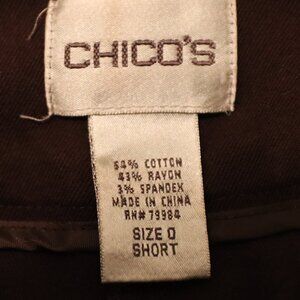 CHICO'S
54% COTTON
43% RAYON
3% SPANDEX
MADE IN CHINA
RN# 79984
SIZE 0
SHORT